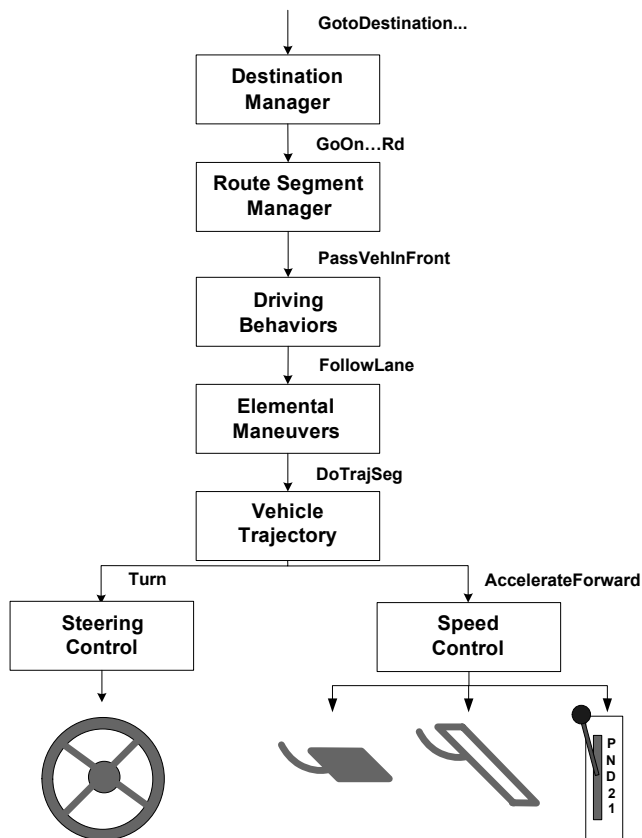 GotoDestination...
Destination
Manager
GoOn...Rd
Route Segment
Manager
PassVehInFront
Driving
Behaviors
FollowLane
Elemental
Maneuvers
DoTrajSeg
Vehicle
Trajectory
Turn
AccelerateForward
Steering
Control
Speed
Control
P
N
D
2
1